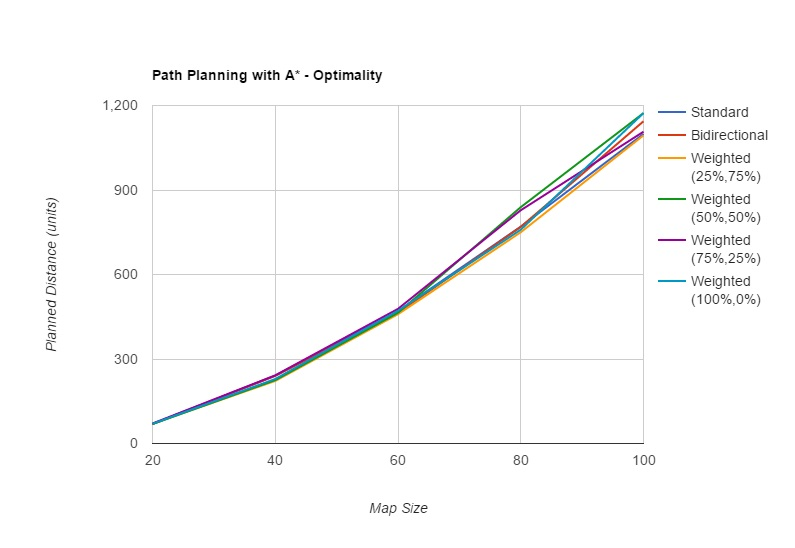 Path Planning with A* - Optimality
1,200
900
600
300
0
20 40 60 80 100
Planned Distance (units)
Map Size
Standard
Bidirectional
Weighted
(25%,75%)
Weighted
(50%,50%)
Weighted
(75%,25%)
Weighted
(100%,0%)